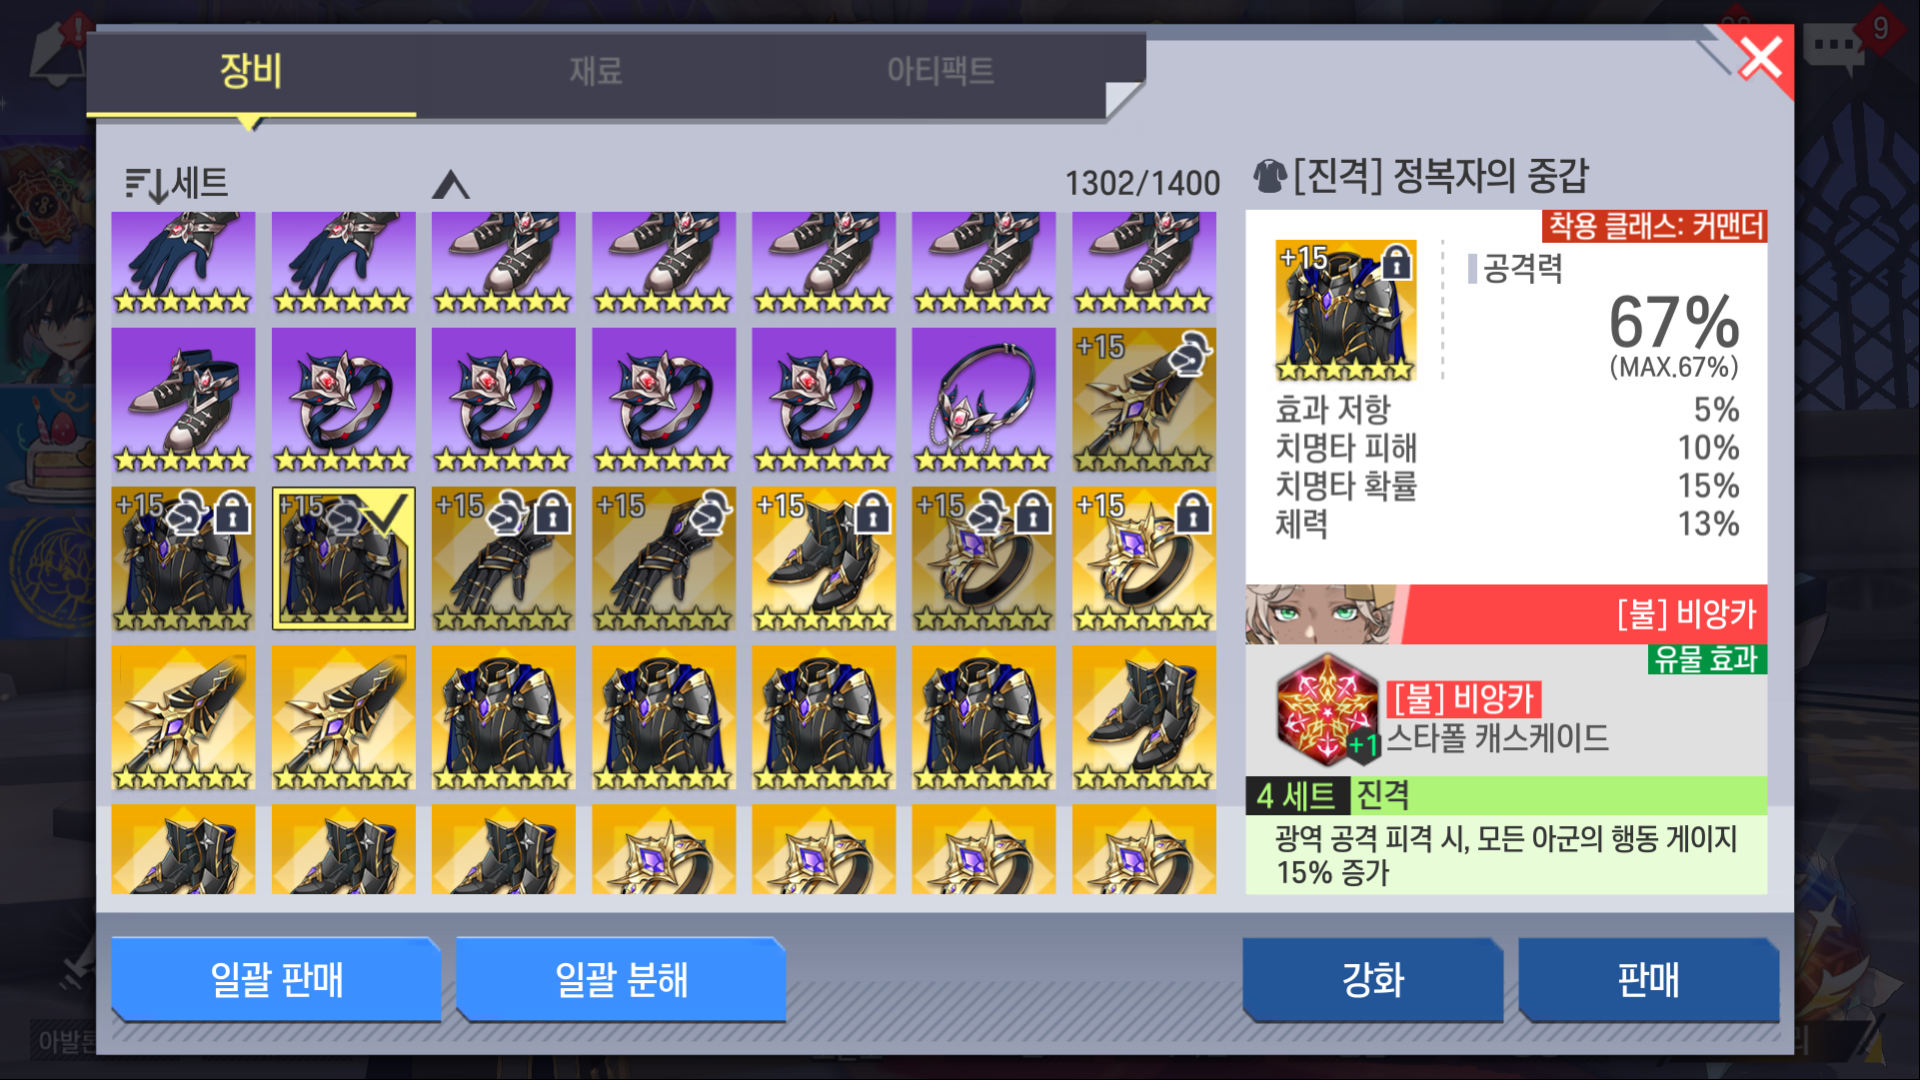 장비
재료
아티팩트
9
세트
1302/1400
[진격] 정복자의 중갑
착용 클래스: 커맨더
+15
공격력
67%
(MAX.67%)
효과 저항 5%
치명타 피해 10%
치명타 확률 15%
체력 13%
+15
+15 +15 +15 +15 +15 +15 +15
[불] 비앙카
유물 효과
[불] 비앙카
+1 스타폴 캐스케이드
4 세트 진격
광역 공격 피격 시, 모든 아군의 행동 게이지
15% 증가
일괄 판매
일괄 분해
강화
판매
아발론